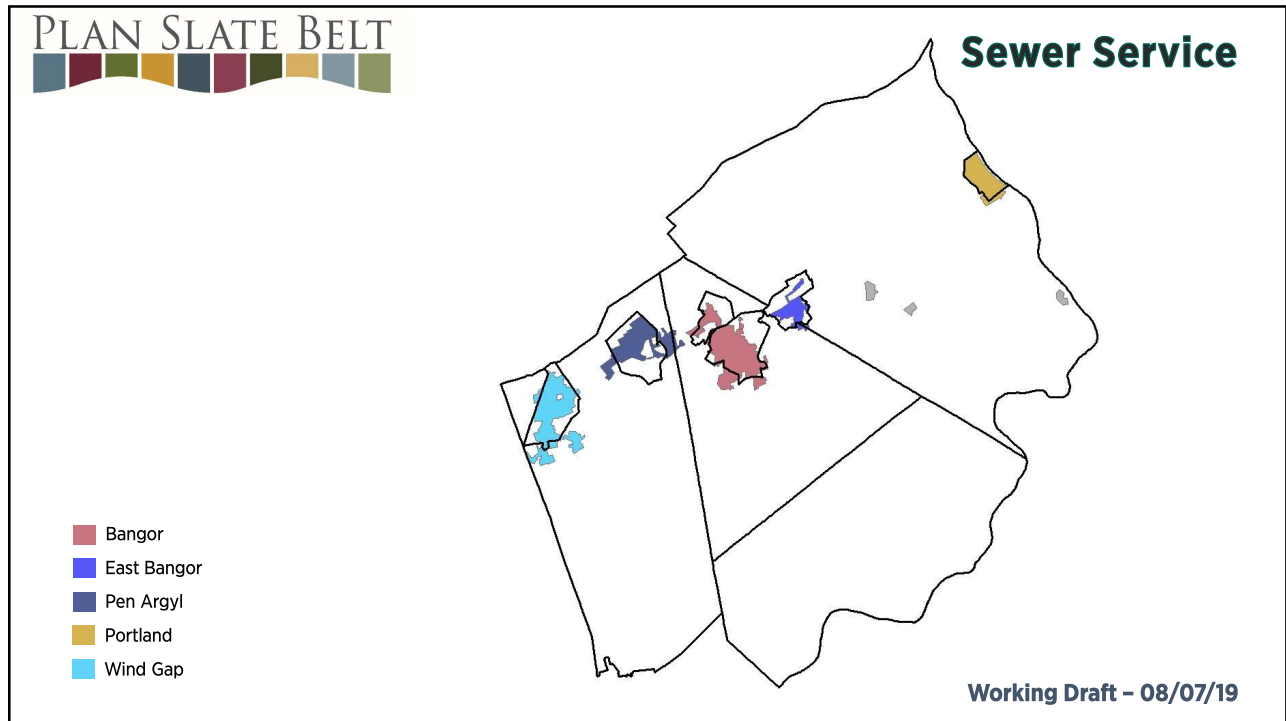 PLAN SLATE BELT
Sewer Service
Bangor
East Bangor
Pen Argyl
Portland
Wind Gap
Working Draft – 08/07/19